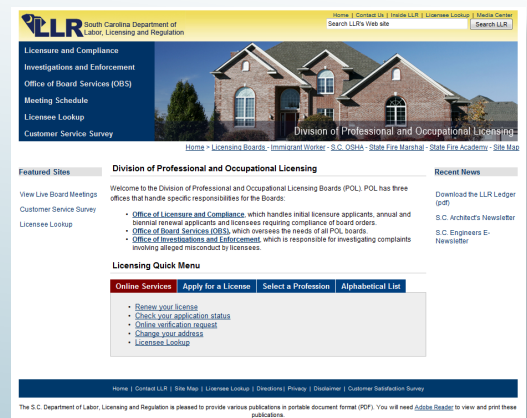 LLR South Carolina Department of
Labor, Licensing and Regulation
Home | Contact Us | Inside LLR | Licensee Lookup | Media Center
Search LLR's Web site
Search LLR
Licensure and Compliance
Investigations and Enforcement
Office of Board Services (OBS)
Meeting Schedule
Licensee Lookup
Customer Service Survey
Division of Professional and Occupational Licensing
Home > Licensing Boards - Immigrant Worker - S.C. OSHA - State Fire Marshal - State Fire Academy - Site Map
Featured Sites
View Live Board Meetings
Customer Service Survey
Licensee Lookup
Division of Professional and Occupational Licensing
Welcome to the Division of Professional and Occupational Licensing Boards (POL). POL has three
offices that handle specific responsibilities for the Boards:
• Office of Licensure and Compliance, which handles initial licensure applicants, annual and
biennial renewal applicants and licensees requiring compliance of board orders.
• Office of Board Services (OBS), which oversees the needs of all POL boards.
• Office of Investigations and Enforcement, which is responsible for investigating complaints
involving alleged misconduct by licensees.
Licensing Quick Menu
Online Services
Apply for a License
Select a Profession
Alphabetical List
• Renew your license
• Check your application status
• Online verification request
• Change your address
• Licensee Lookup
Recent News
Download the LLR Ledger
(pdf)
S.C. Architect's Newsletter
S.C. Engineers E-
Newsletter
Home | Contact LLR | Site Map | Licensee Lookup | Directions | Privacy | Disclaimer | Customer Satisfaction Survey
The S.C. Department of Labor, Licensing and Regulation is pleased to provide various publications in portable document format (PDF). You will need Adobe Reader to view and print these
publications.